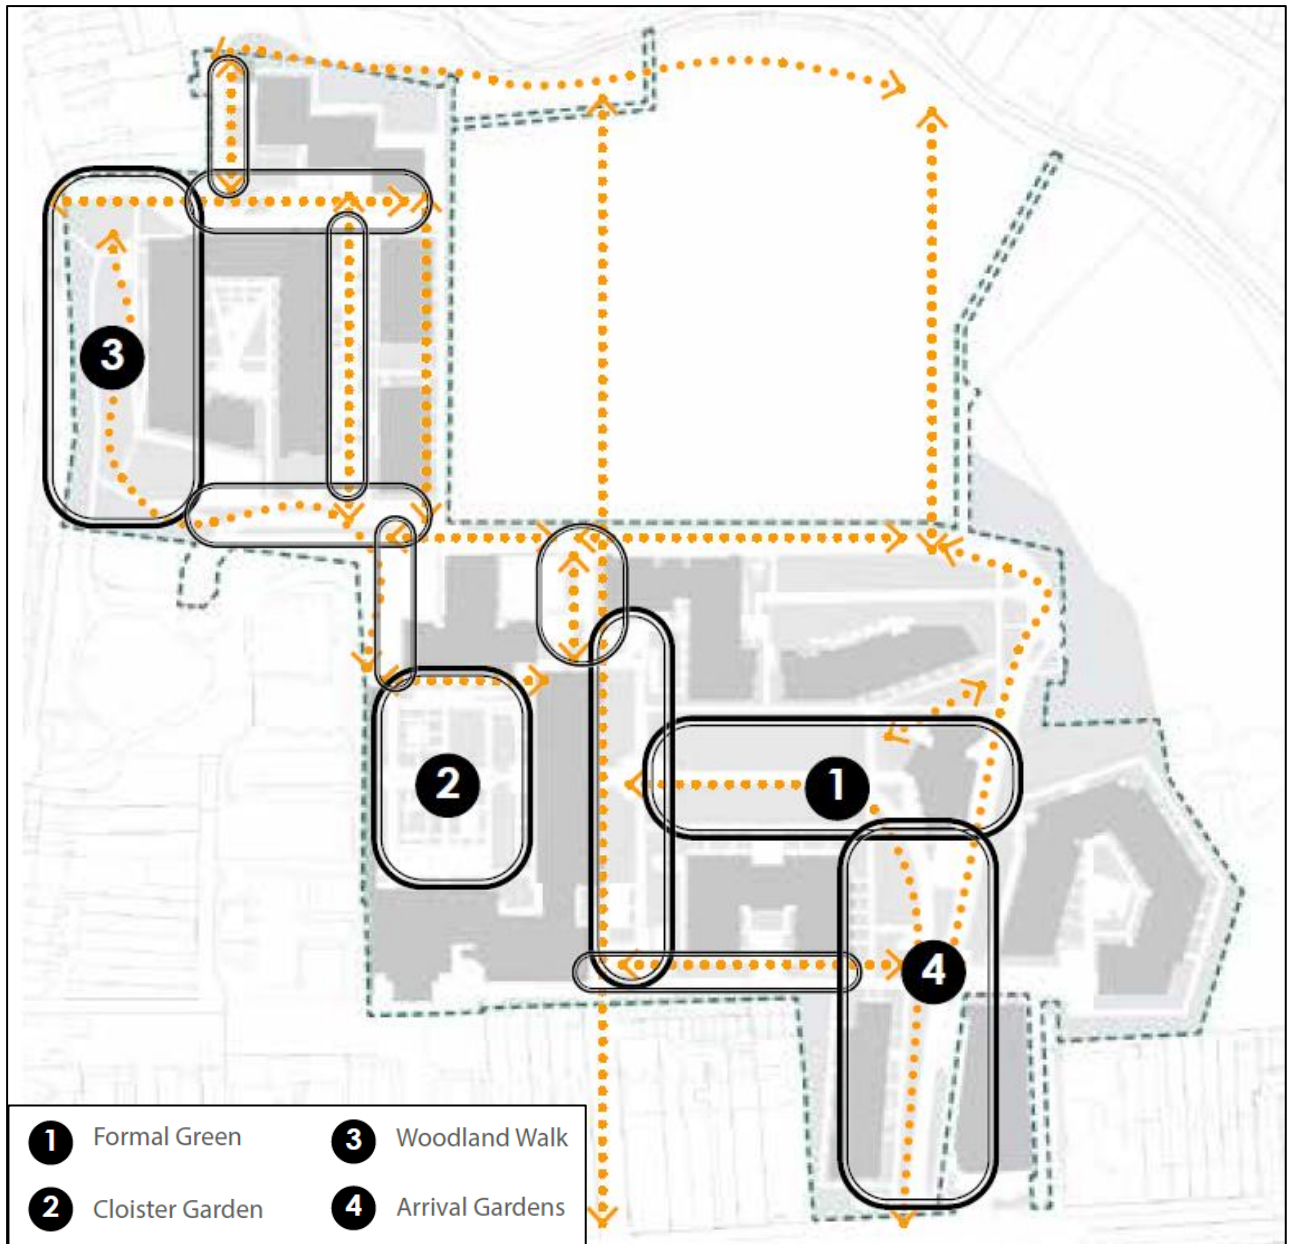 3
2
1
4
1 Formal Green
3 Woodland Walk
2 Cloister Garden
4 Arrival Gardens